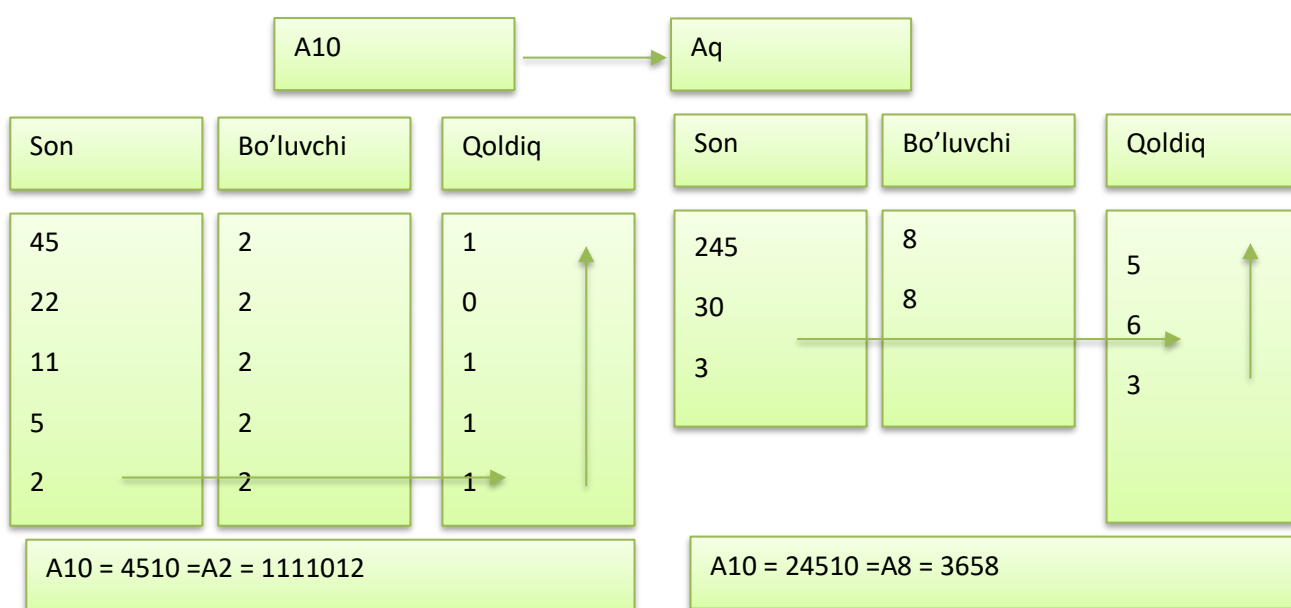 A10
Aq
Son Bo’luvchi Qoldiq
45 2 1
22 2 0
11 2 1
5 2 1
2 2 1
A10 = 4510 =A2 = 1111012
Son Bo’luvchi Qoldiq
245 8 5
30 8 6
3 3
A10 = 24510 =A8 = 3658